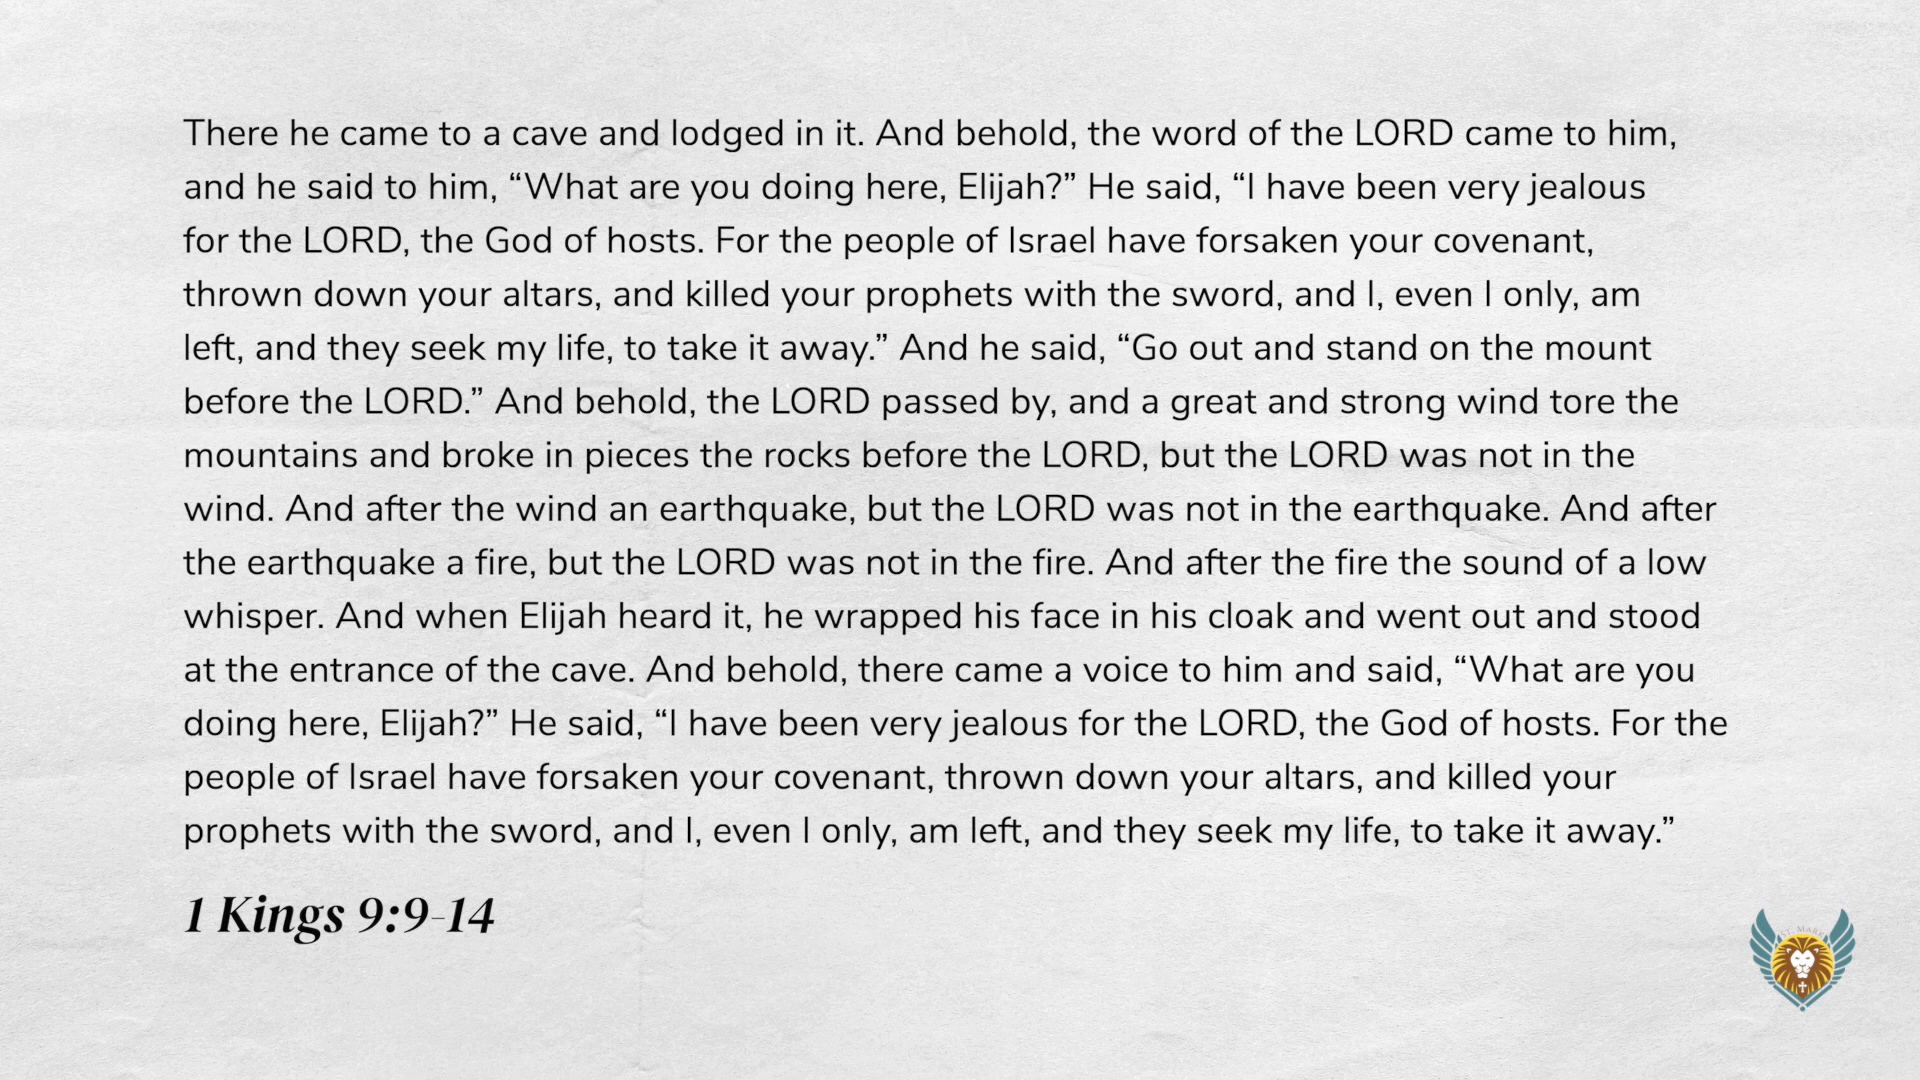 There he came to a cave and lodged in it. And behold, the word of the LORD came to him,
and he said to him, “What are you doing here, Elijah?” He said, “I have been very jealous
for the LORD, the God of hosts. For the people of Israel have forsaken your covenant,
thrown down your altars, and killed your prophets with the sword, and I, even I only, am
left, and they seek my life, to take it away.” And he said, “Go out and stand on the mount
before the LORD.” And behold, the LORD passed by, and a great and strong wind tore the
mountains and broke in pieces the rocks before the LORD, but the LORD was not in the
wind. And after the wind an earthquake, but the LORD was not in the earthquake. And after
the earthquake a fire, but the LORD was not in the fire. And after the fire the sound of a low
whisper. And when Elijah heard it, he wrapped his face in his cloak and went out and stood
at the entrance of the cave. And behold, there came a voice to him and said, “What are you
doing here, Elijah?” He said, “I have been very jealous for the LORD, the God of hosts. For the
people of Israel have forsaken your covenant, thrown down your altars, and killed your
prophets with the sword, and I, even I only, am left, and they seek my life, to take it away.”
1 Kings 9:9-14
ST. MARK